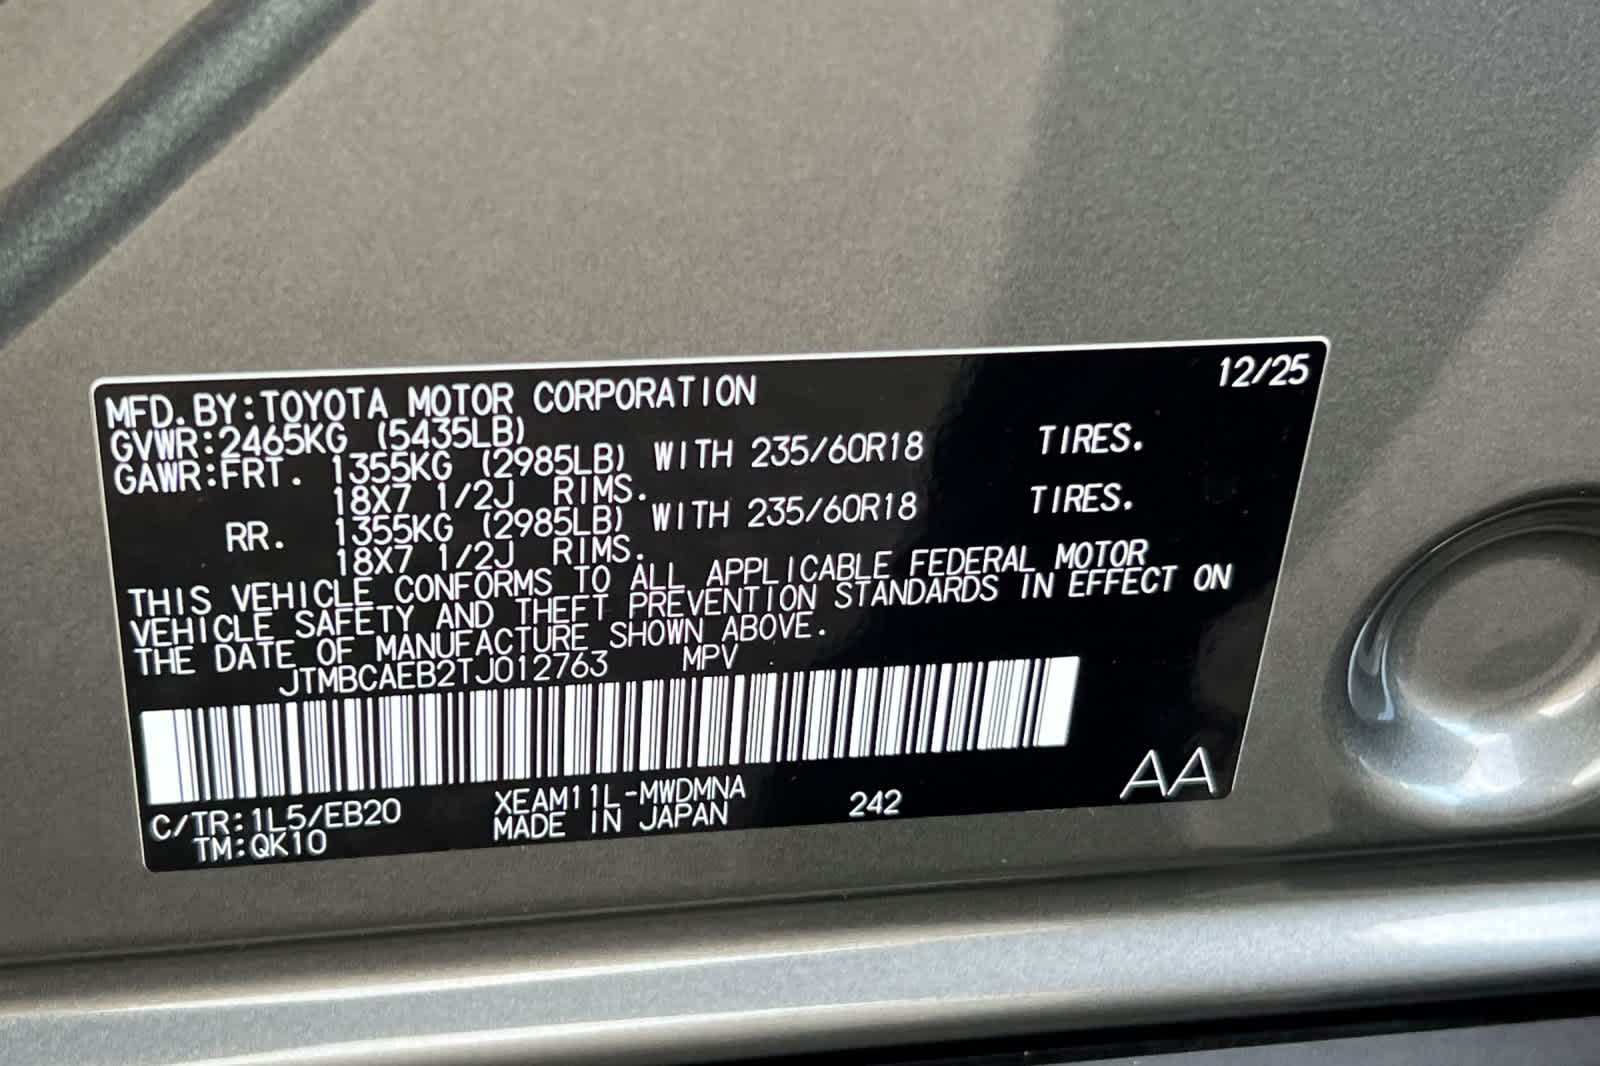 12/25
MFD.BY:TOYOTA MOTOR CORPORATION
GVWR:2465KG (5435LB)
GAWR:FRT. 1355KG (2985LB) WITH 235/60R18 TIRES.
18X7 1/2J RIMS.
RR. 1355KG (2985LB) WITH 235/60R18 TIRES.
18X7 1/2J RIMS.
THIS VEHICLE CONFORMS TO ALL APPLICABLE FEDERAL MOTOR
VEHICLE SAFETY AND THEFT PREVENTION STANDARDS IN EFFECT ON
THE DATE OF MANUFACTURE SHOWN ABOVE.
JTMBCAEB2TJ012763 MPV
C/TR:1L5/EB20 XEAM11L-MWDMNA 242 AA
TM:QK10 MADE IN JAPAN